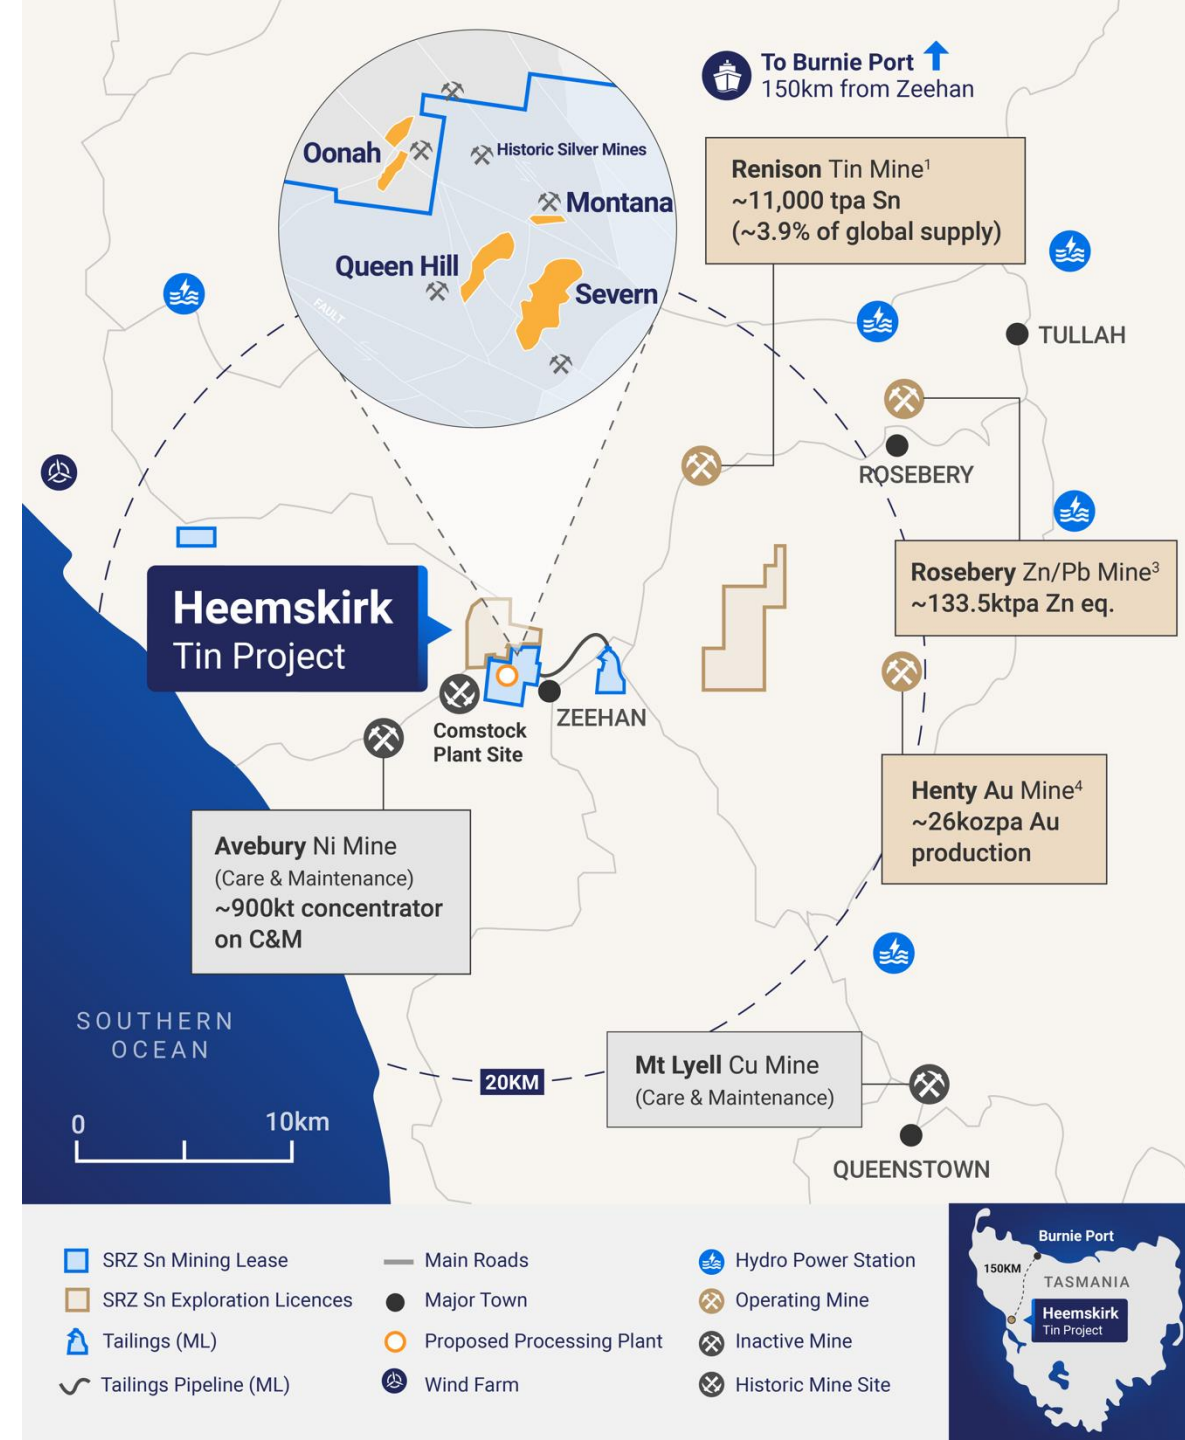 To Burnie Port
150km from Zeehan
Oonah
Historic Silver Mines
Montana
Queen Hill
Severn
FAULT
Renison Tin Mine¹
~11,000 tpa Sn
(~3.9% of global supply)
TULLAH
ROSEBERY
Rosebery Zn/Pb Mine³
~133.5ktpa Zn eq.
Heemskirk
Tin Project
ZEEHAN
Comstock
Plant Site
Henty Au Mine⁴
~26kozpa Au
production
Avebury Ni Mine
(Care & Maintenance)
~900kt concentrator
on C&M
SOUTHERN
OCEAN
20KM
Mt Lyell Cu Mine
(Care & Maintenance)
0 10km
QUEENSTOWN
SRZ Sn Mining Lease
SRZ Sn Exploration Licences
Tailings (ML)
Tailings Pipeline (ML)
Main Roads
Major Town
Proposed Processing Plant
Wind Farm
Hydro Power Station
Operating Mine
Inactive Mine
Historic Mine Site
Burnie Port
150KM
TASMANIA
Heemskirk
Tin Project